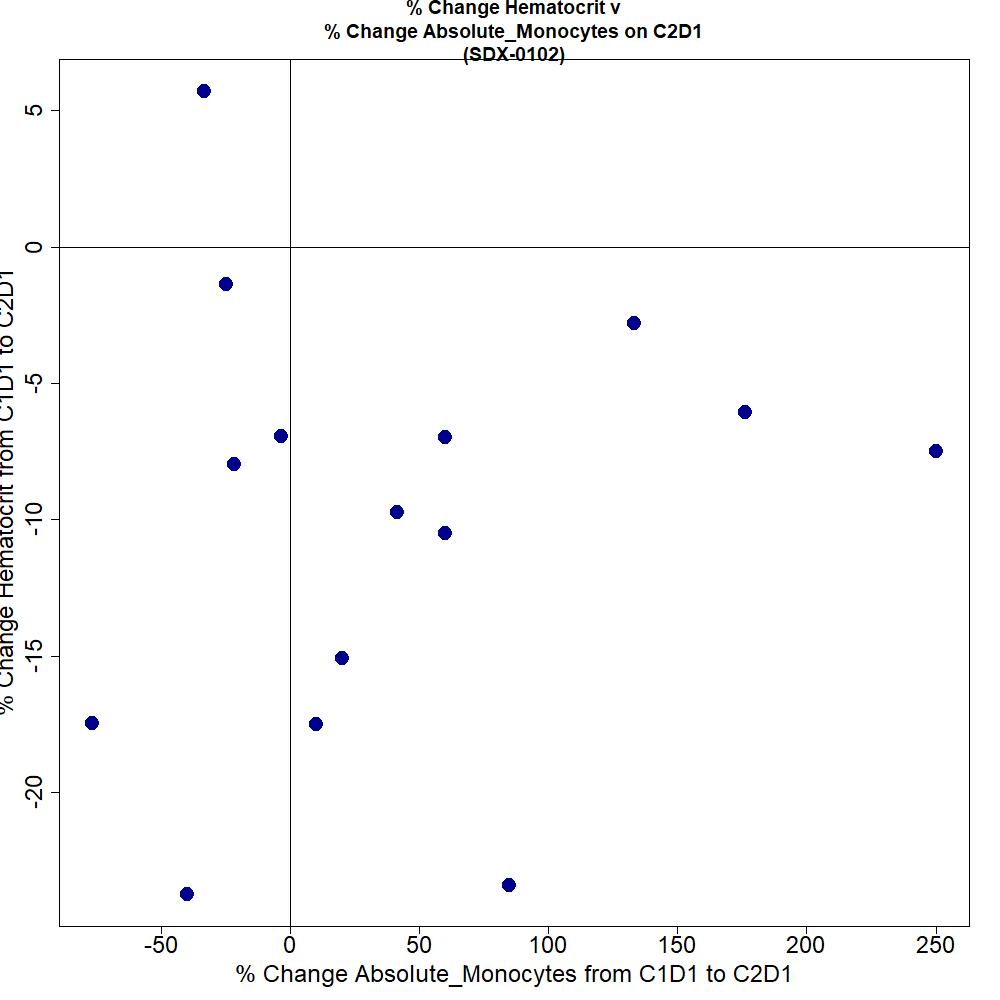 % Change Hematocrit v
% Change Absolute_Monocytes on C2D1
(SDX-0102)
% Change Hematocrit from C1D1 to C2D1
5
0
-5
-10
-15
-20
-50
0
50
100
150
200
250
% Change Absolute_Monocytes from C1D1 to C2D1